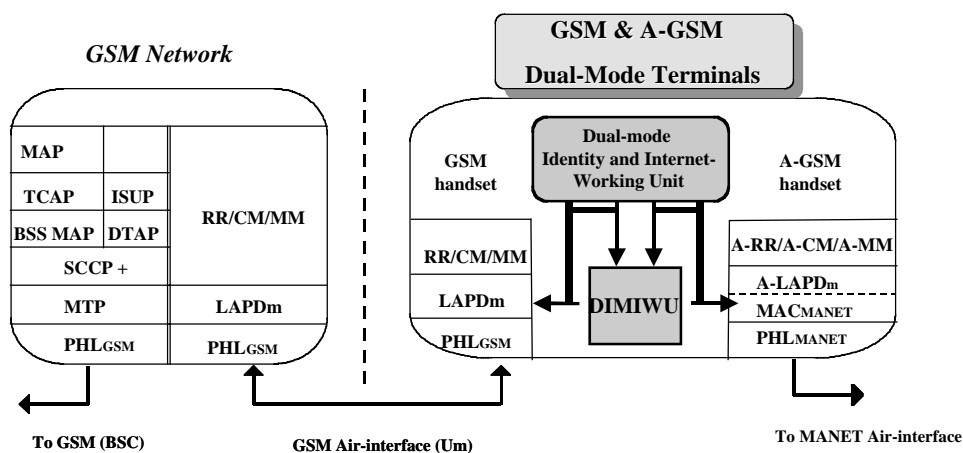 GSM Network
MAP
TCAP ISUP
BSS MAP DTAP
SCCP +
MTP
PHLGSM
RR/CM/MM
LAPDm
PHLGSM
To GSM (BSC)
GSM Air-interface (Um)
GSM & A-GSM
Dual-Mode Terminals
GSM
handset
RR/CM/MM
LAPDm
PHLGSM
Dual-mode
Identity and Internet-
Working Unit
DIMIWU
A-GSM
handset
A-RR/A-CM/A-MM
A-LAPDm
MACMANET
PHLMANET
To MANET Air-interface